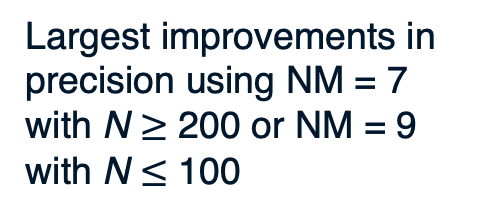 Largest improvements in
precision using NM = 7
with N ≥ 200 or NM = 9
with N ≤ 100